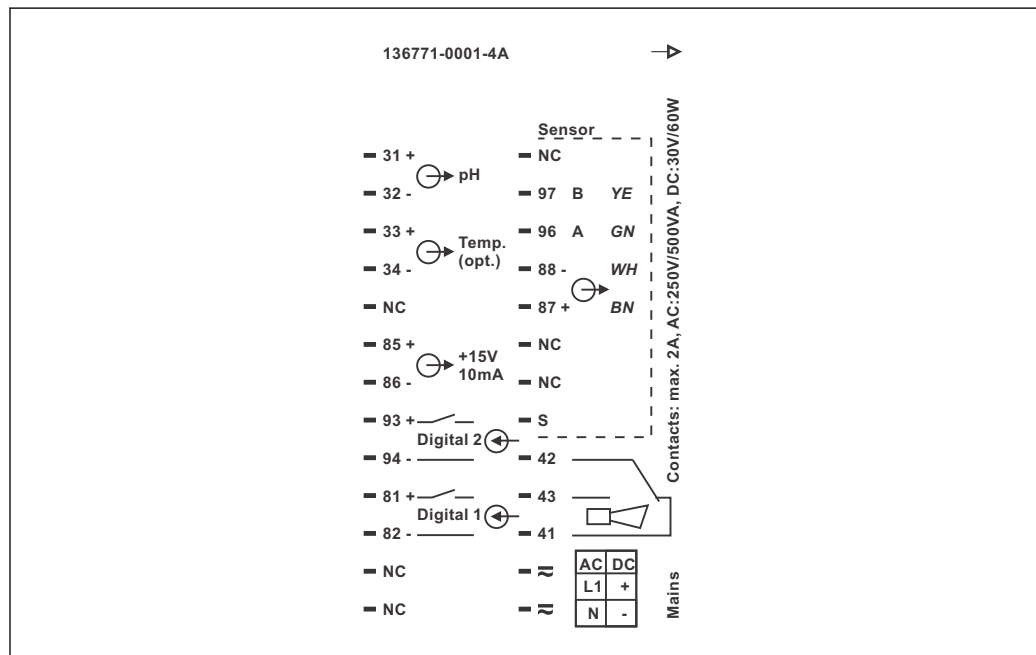 136771-0001-4A
Sensor
31 +
pH
32 -
33 +
Temp.
(opt.)
34 -
NC
85 +
+15V
10mA
86 -
93 +
Digital 2
94 -
81 +
Digital 1
82 -
NC
NC
NC
97 B YE
96 A GN
88 - WH
87 + BN
NC
NC
S
42
43
41
AC DC
L1 +
N -
Contacts: max. 2A, AC:250V/500VA, DC:30V/60W
Mains